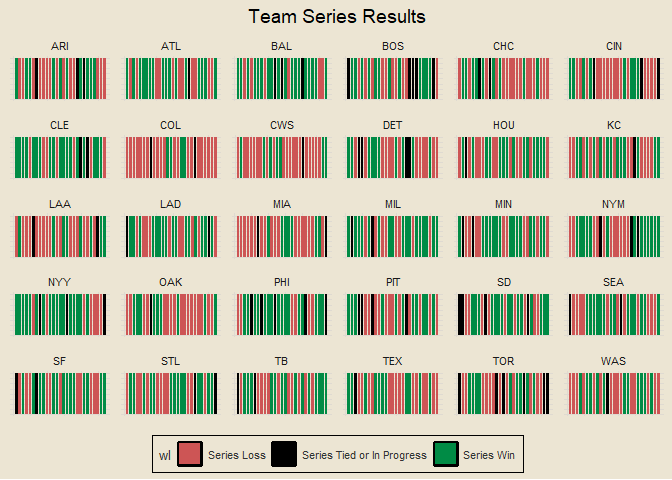 Team Series Results
ARI ATL BAL BOS CHC CIN
CLE COL CWS DET HOU KC
LAA LAD MIA MIL MIN NYM
NYY OAK PHI PIT SD SEA
SF STL TB TEX TOR WAS
wl Series Loss Series Tied or In Progress Series Win